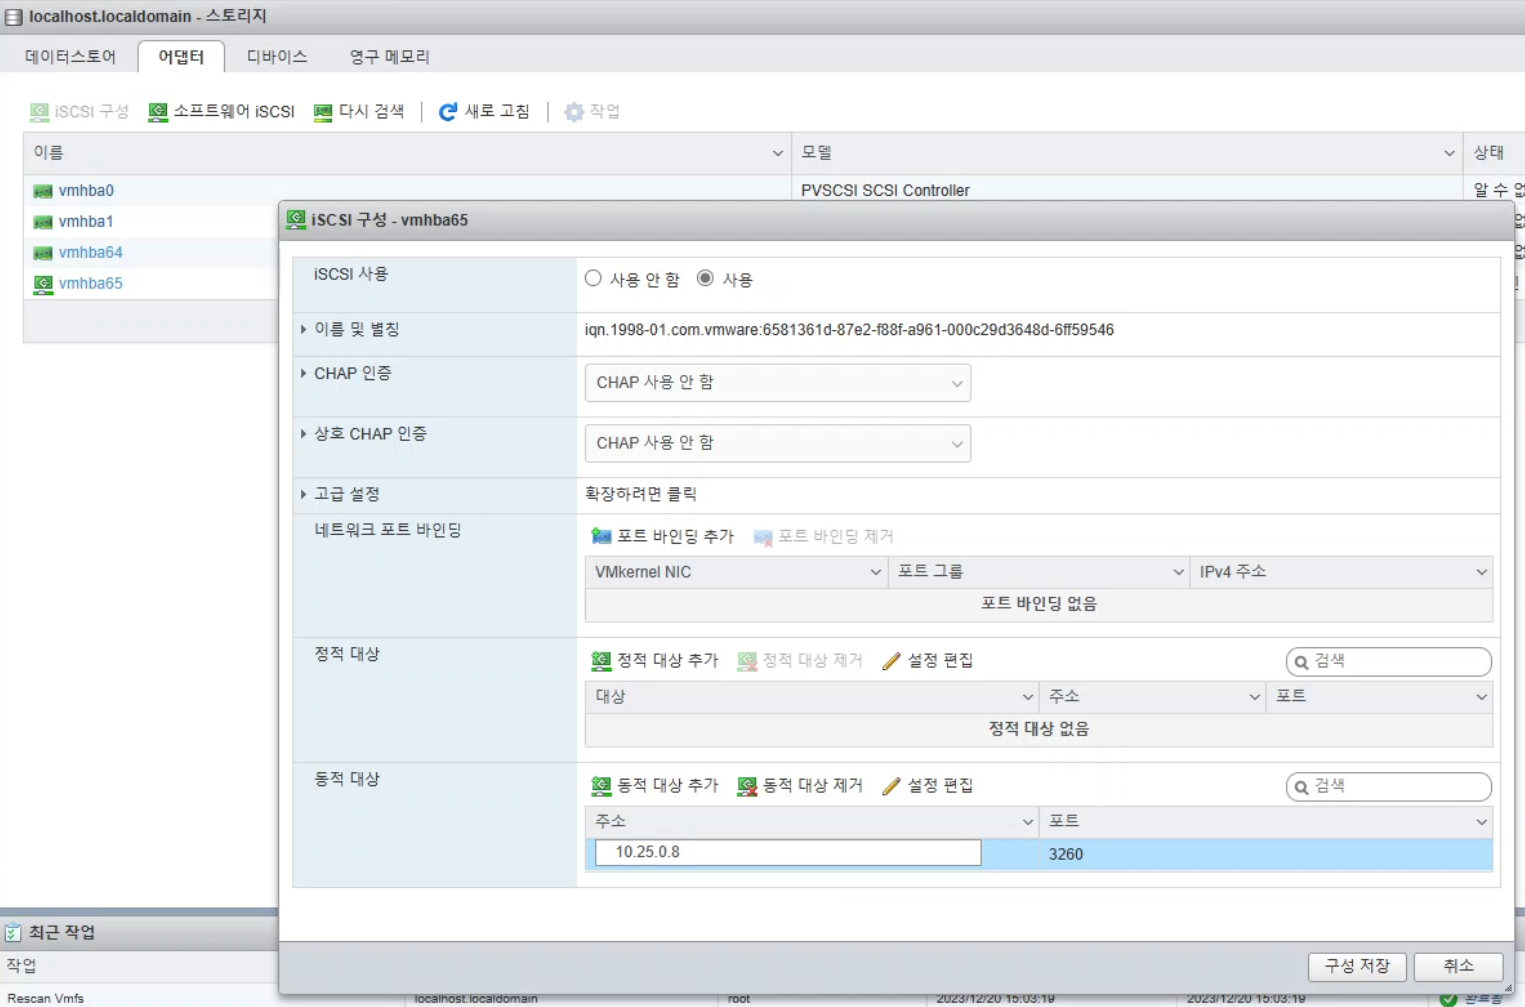 localhost.localdomain - 스토리지
데이터스토어 어댑터 디바이스 영구 메모리
iSCSI 구성 소프트웨어 iSCSI 다시 검색 새로 고침 작업
이름 모델 상태
vmhba0 PVSCSI SCSI Controller 알 수 없
vmhba1
vmhba64
vmhba65
iSCSI 구성 - vmhba65
iSCSI 사용 사용 안 함 사용
이름 및 별칭 iqn.1998-01.com.vmware:6581361d-87e2-f88f-a961-000c29d3648d-6ff59546
CHAP 인증 CHAP 사용 안 함
상호 CHAP 인증 CHAP 사용 안 함
고급 설정 확장하려면 클릭
네트워크 포트 바인딩 포트 바인딩 추가 포트 바인딩 제거
VMkernel NIC 포트 그룹 IPv4 주소
포트 바인딩 없음
정적 대상 정적 대상 추가 정적 대상 제거 설정 편집 검색
대상 주소 포트
정적 대상 없음
동적 대상 동적 대상 추가 동적 대상 제거 설정 편집 검색
주소 포트
10.25.0.8 3260
구성 저장 취소
최근 작업
작업
Rescan Vmfs localhost.localdomain root 2023/12/20 15:03:19 2023/12/20 15:03:19 완료됨